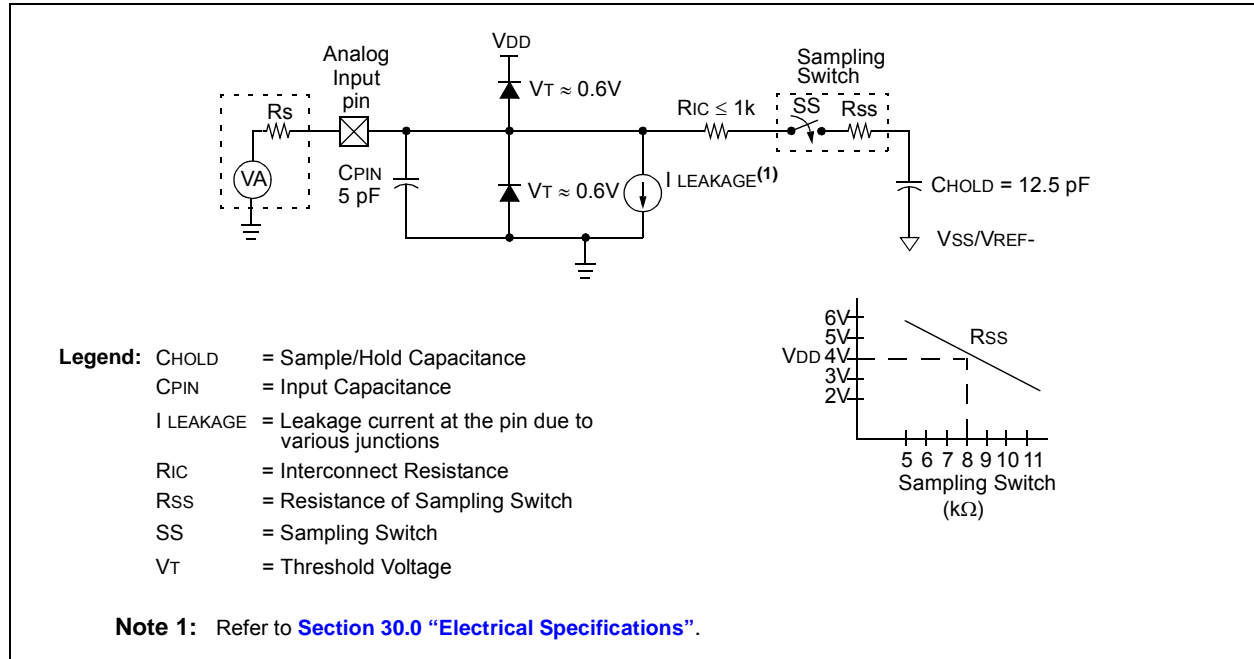 VDD
Analog
Input
pin
Sampling
Switch
VT ≈ 0.6V
Rs
RIC ≤ 1k
SS
Rss
VA
CPIN
5 pF
VT ≈ 0.6V
I LEAKAGE(1)
CHOLD = 12.5 pF
VSS/VREF-
Legend: CHOLD = Sample/Hold Capacitance
CPIN = Input Capacitance
I LEAKAGE = Leakage current at the pin due to
various junctions
RIC = Interconnect Resistance
RSS = Resistance of Sampling Switch
SS = Sampling Switch
VT = Threshold Voltage
6V
5V
VDD 4V
3V
2V
RSS
5 6 7 8 9 10 11
Sampling Switch
(kΩ)
Note 1: Refer to Section 30.0 “Electrical Specifications”.